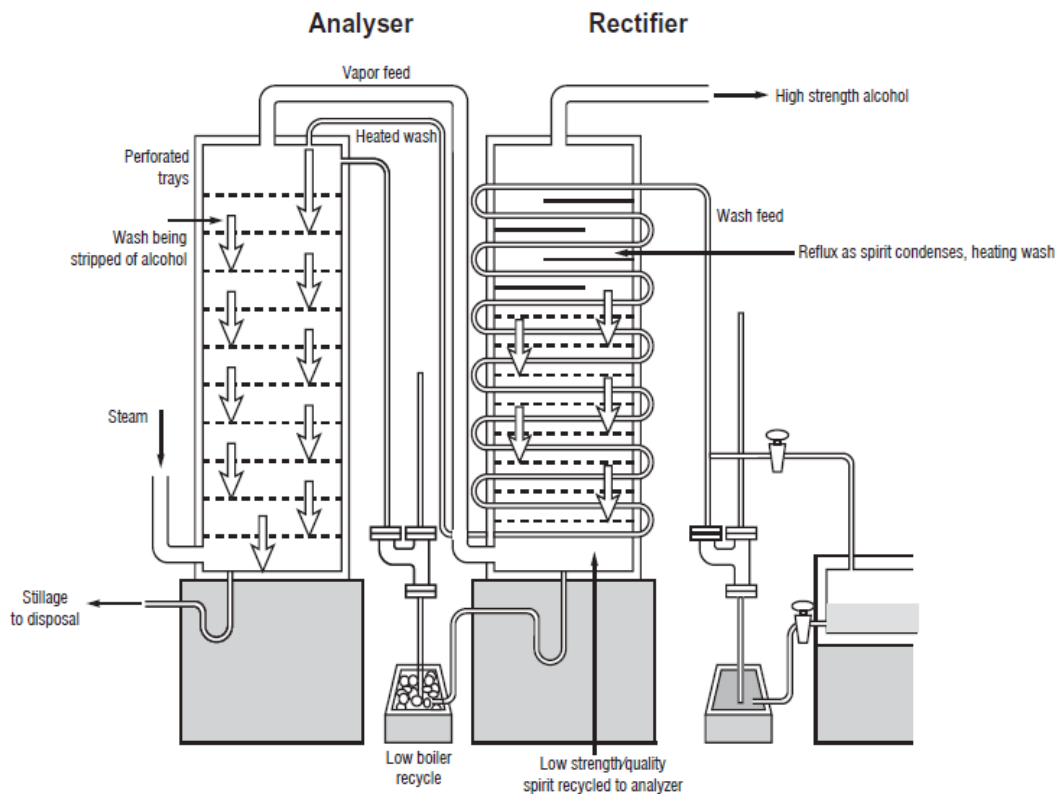 Analyser
Rectifier
Vapor feed
High strength alcohol
Heated wash
Perforated
trays
Wash feed
Wash being
stripped of alcohol
Reflux as spirit condenses, heating wash
Steam
Stillage
to disposal
Low boiler
recycle
Low strength/quality
spirit recycled to analyzer